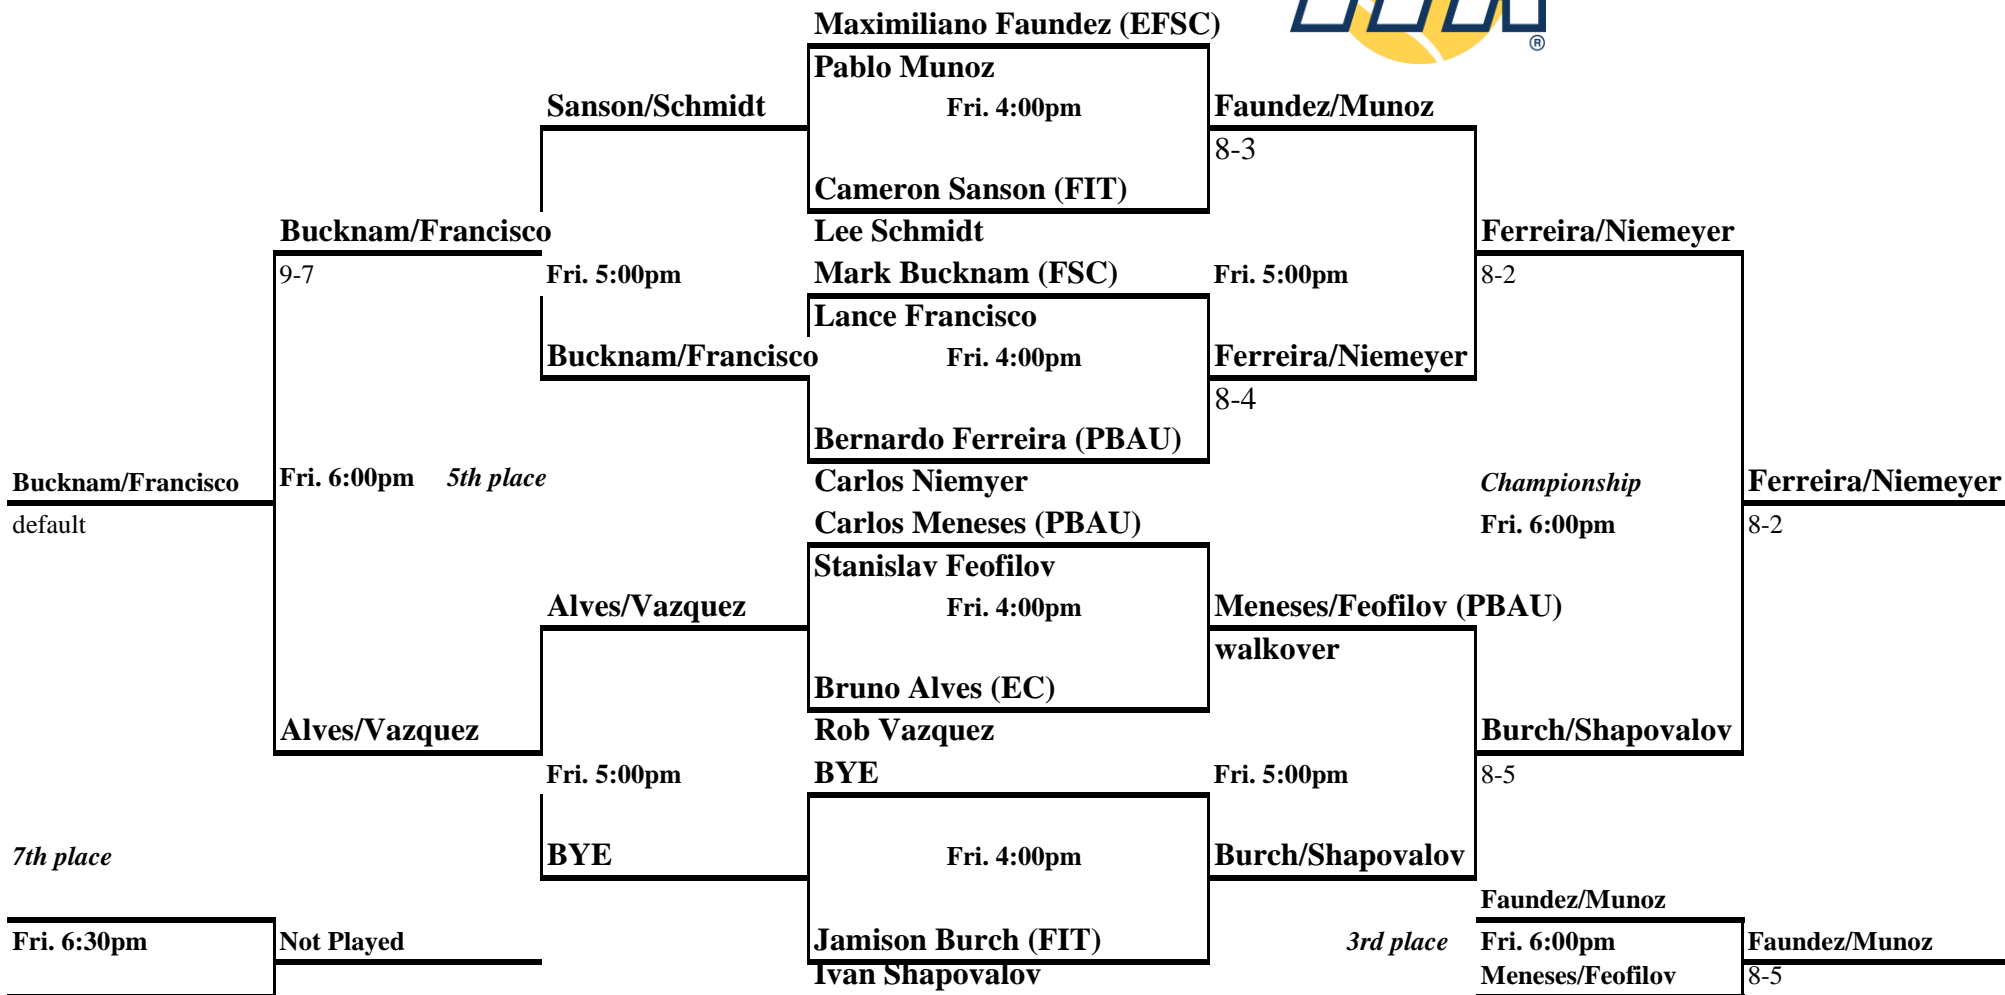 Maximiliano Faundez (EFSC)
®
Pablo Munoz
Sanson/Schmidt Fri. 4:00pm Faundez/Munoz
8-3
Cameron Sanson (FIT)
Bucknam/Francisco Lee Schmidt Ferreira/Niemeyer
9-7 Fri. 5:00pm Mark Bucknam (FSC) Fri. 5:00pm 8-2
Lance Francisco
Bucknam/Francisco Fri. 4:00pm Ferreira/Niemeyer
8-4
Bernardo Ferreira (PBAU)
Bucknam/Francisco Fri. 6:00pm 5th place Carlos Niemyer Championship Ferreira/Niemeyer
default Carlos Meneses (PBAU) Fri. 6:00pm 8-2
Stanislav Feofilov
Alves/Vazquez Fri. 4:00pm Meneses/Feofilov (PBAU)
walkover
Bruno Alves (EC)
Alves/Vazquez Rob Vazquez Burch/Shapovalov
Fri. 5:00pm BYE Fri. 5:00pm 8-5
7th place BYE Fri. 4:00pm Burch/Shapovalov
Faundez/Munoz
Fri. 6:30pm Not Played Jamison Burch (FIT) 3rd place Fri. 6:00pm Faundez/Munoz
Ivan Shapovalov Meneses/Feofilov 8-5